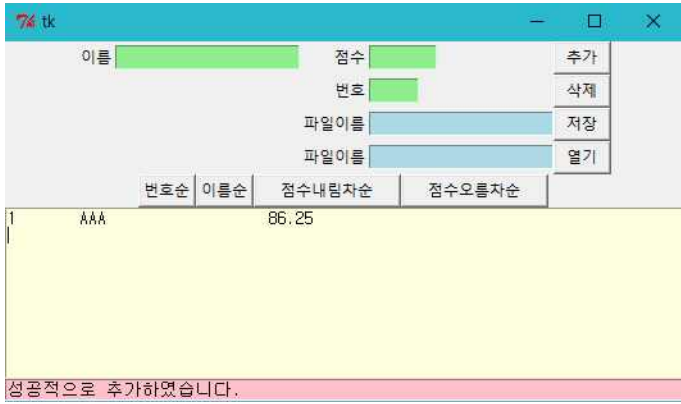 tk
이름 점수 추가
번호 삭제
파일이름 저장
파일이름 열기
번호순 이름순 점수내림차순 점수오름차순
1 AAA 86.25
성공적으로 추가하였습니다.